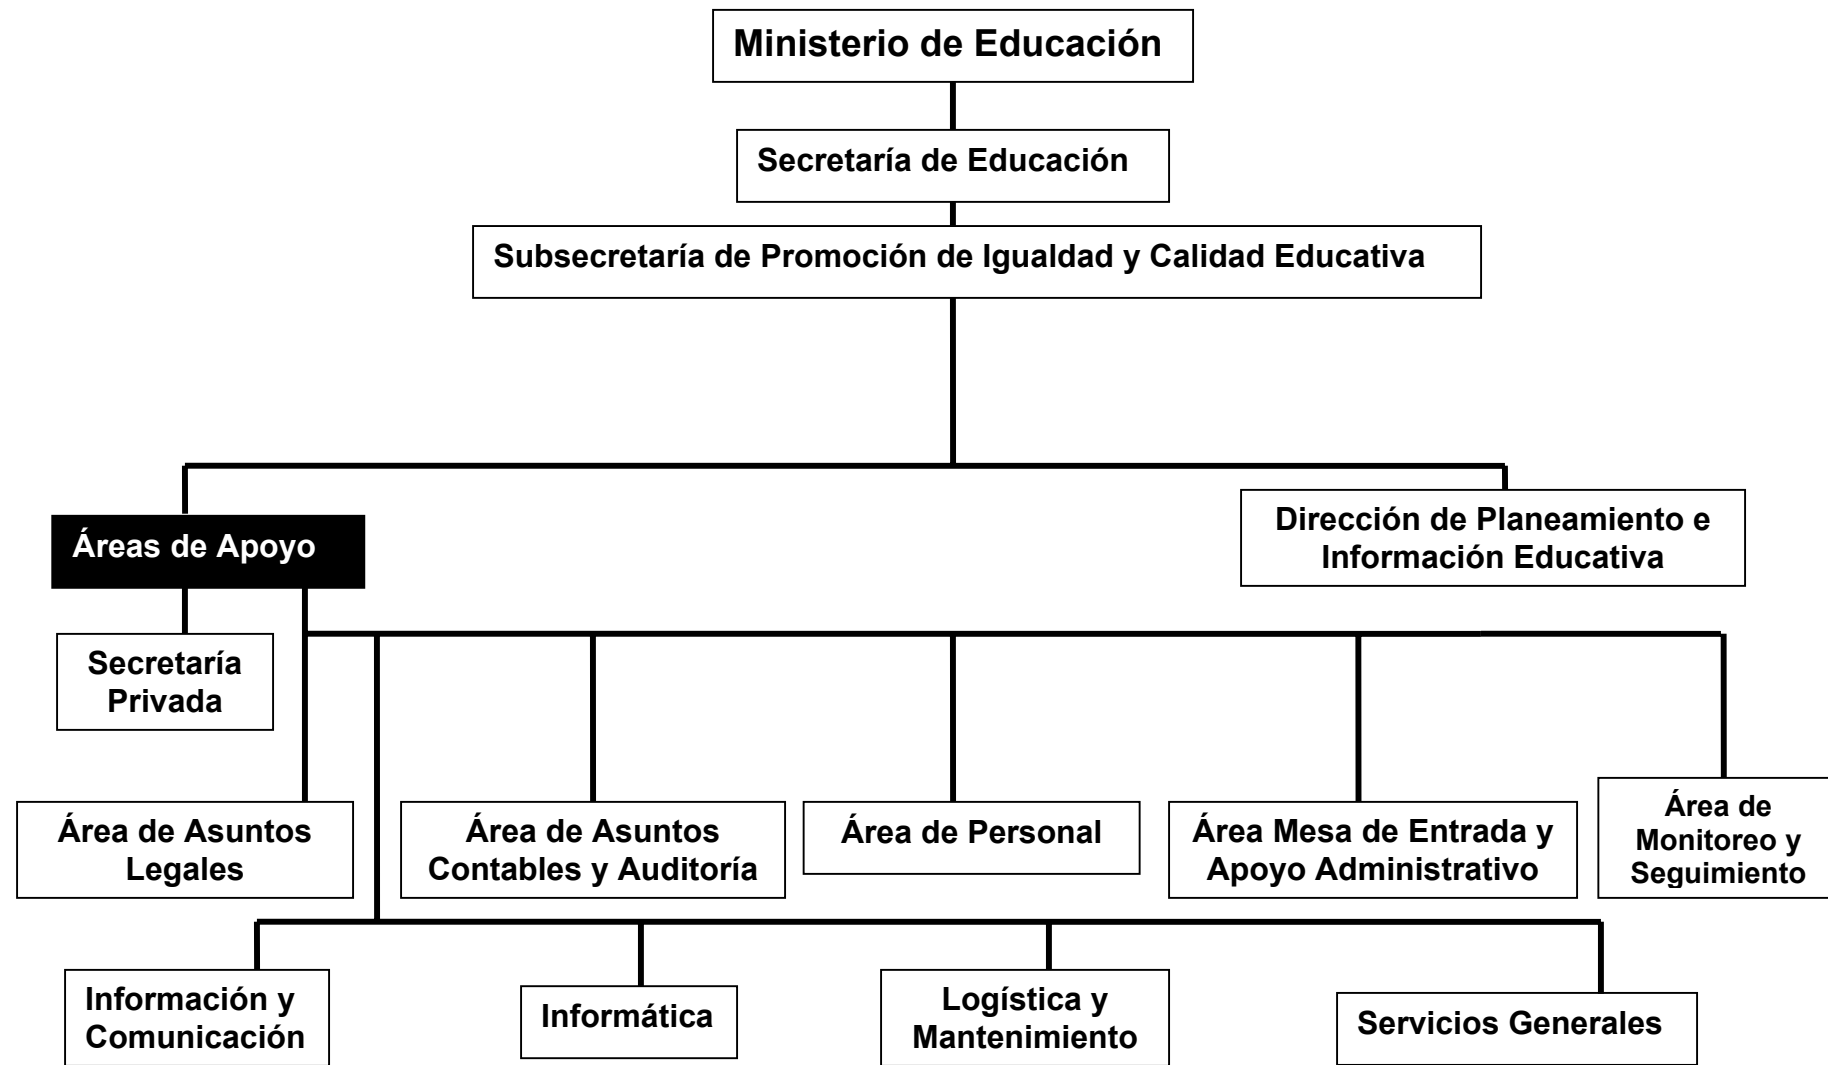 Ministerio de Educación
Secretaría de Educación
Subsecretaría de Promoción de Igualdad y Calidad Educativa
Áreas de Apoyo
Dirección de Planeamiento e
Información Educativa
Secretaría
Privada
Área de Asuntos
Legales
Área de Asuntos
Contables y Auditoría
Área de Personal
Área Mesa de Entrada y
Apoyo Administrativo
Área de
Monitoreo y
Seguimiento
Información y
Comunicación
Informática
Logística y
Mantenimiento
Servicios Generales